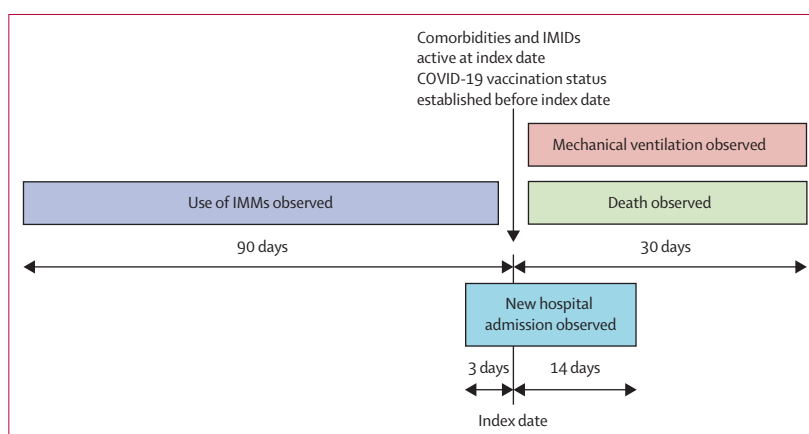 Comorbidities and IMIDs
active at index date
COVID-19 vaccination status
established before index date
Mechanical ventilation observed
Use of IMMs observed
Death observed
90 days
30 days
New hospital
admission observed
3 days
14 days
Index date